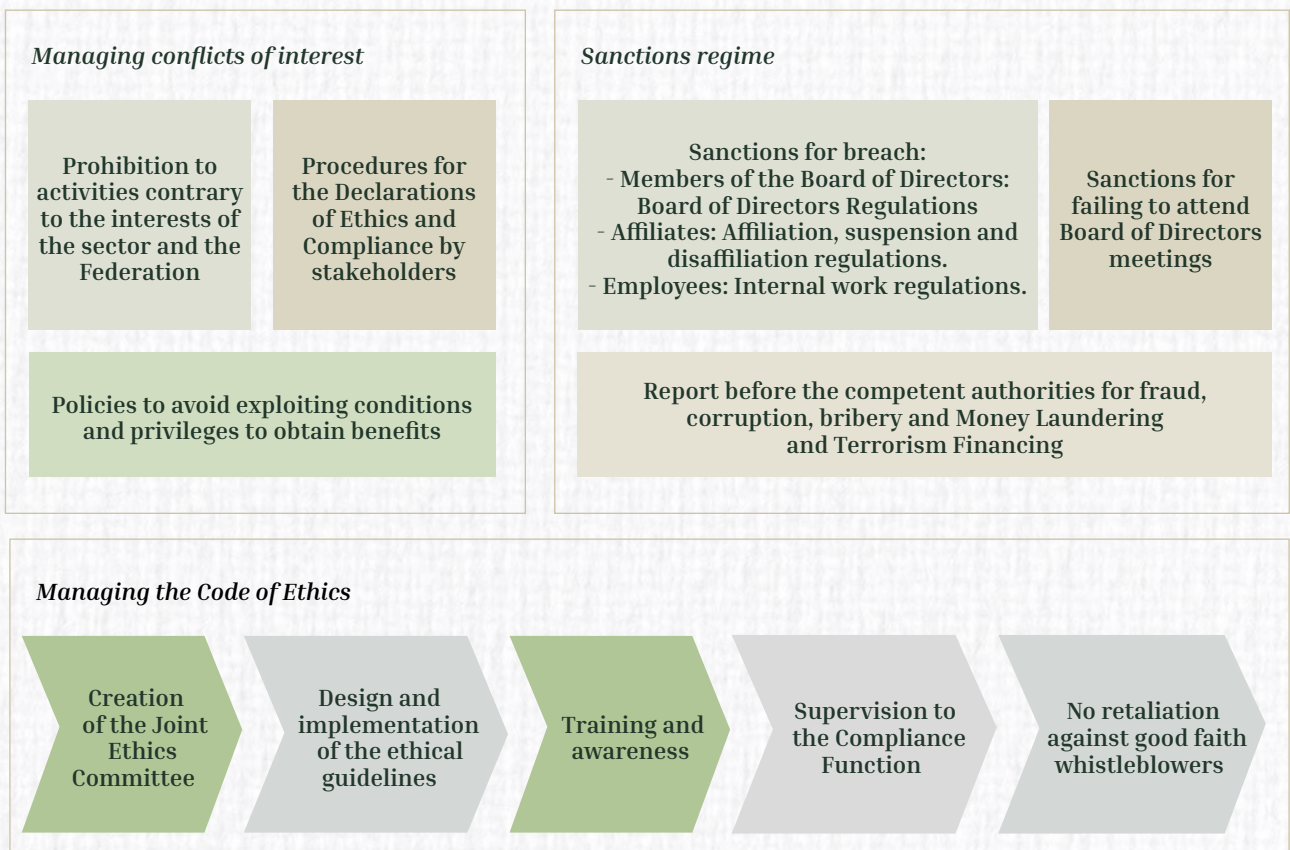 Managing conflicts of interest
Prohibition to
activities contrary
to the interests of
the sector and the
Federation
Procedures for
the Declarations
of Ethics and
Compliance by
stakeholders
Policies to avoid exploiting conditions
and privileges to obtain benefits
Sanctions regime
Sanctions for breach:
- Members of the Board of Directors:
Board of Directors Regulations
- Affiliates: Affiliation, suspension and
disaffiliation regulations.
- Employees: Internal work regulations.
Sanctions for
failing to attend
Board of Directors
meetings
Report before the competent authorities for fraud,
corruption, bribery and Money Laundering
and Terrorism Financing
Managing the Code of Ethics
Creation
of the Joint
Ethics
Committee
Design and
implementation
of the ethical
guidelines
Training and
awareness
Supervision to
the Compliance
Function
No retaliation
against good faith
whistleblowers